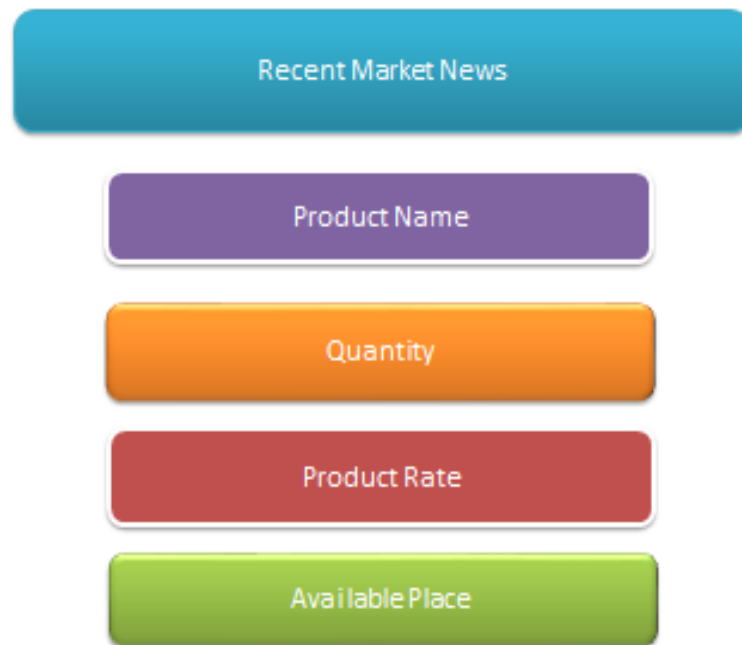 Recent Market News
Product Name
Quantity
Product Rate
Available Place